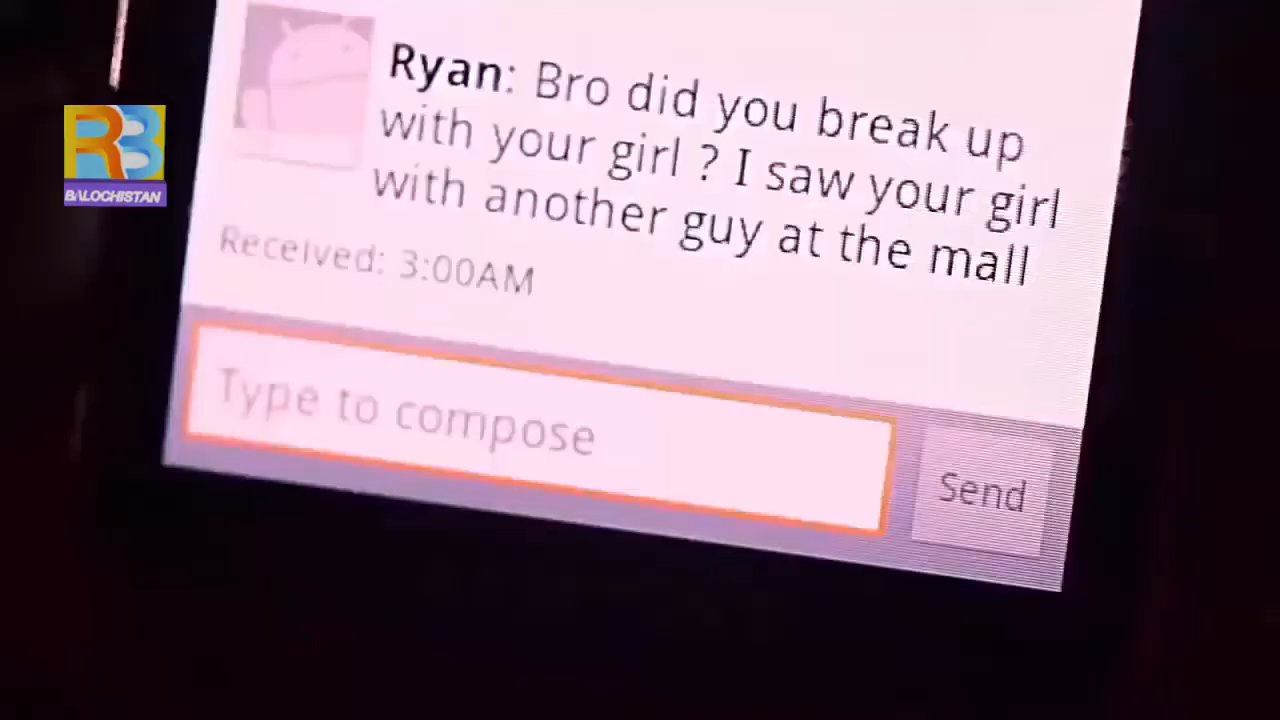 Ryan: Bro did you break up
with your girl ? I saw your girl
with another guy at the mall
Received: 3:00AM
Type to compose
Send
RB
BALOCHISTAN